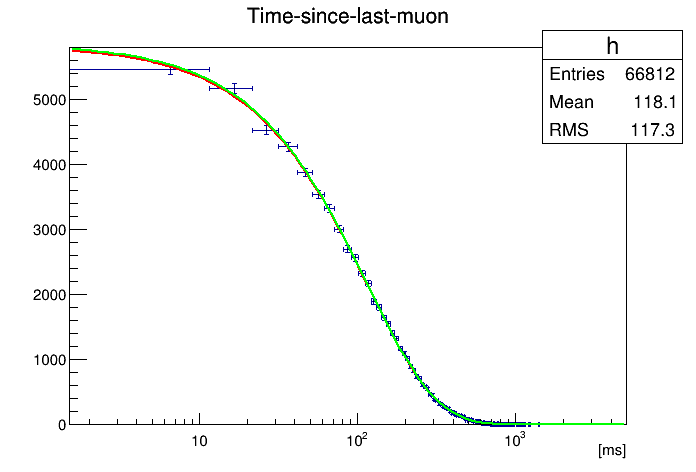 Time-since-last-muon
h
Entries 66812
Mean 118.1
RMS 117.3
5000
4000
3000
2000
1000
0
10 10² 10³
[ms]